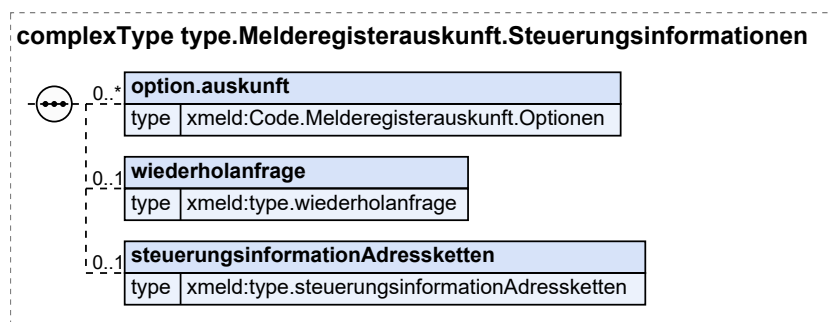 complexType type.Melderegisterauskunft.Steuerungsinformationen
0..* option.auskunft
type xmeld:Code.Melderegisterauskunft.Optionen
0..1 wiederholanfrage
type xmeld:type.wiederholanfrage
0..1 steuerungsinformationAdressketten
type xmeld:type.steuerungsinformationAdressketten